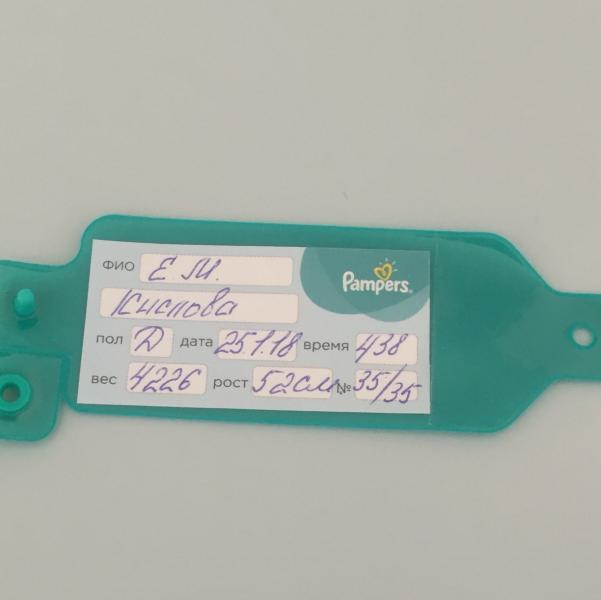 ФИО Е. М.
Pampers.
Кислова
пол Д дата 25.1.18 время 438
вес 4226 рост 52см № 35/35